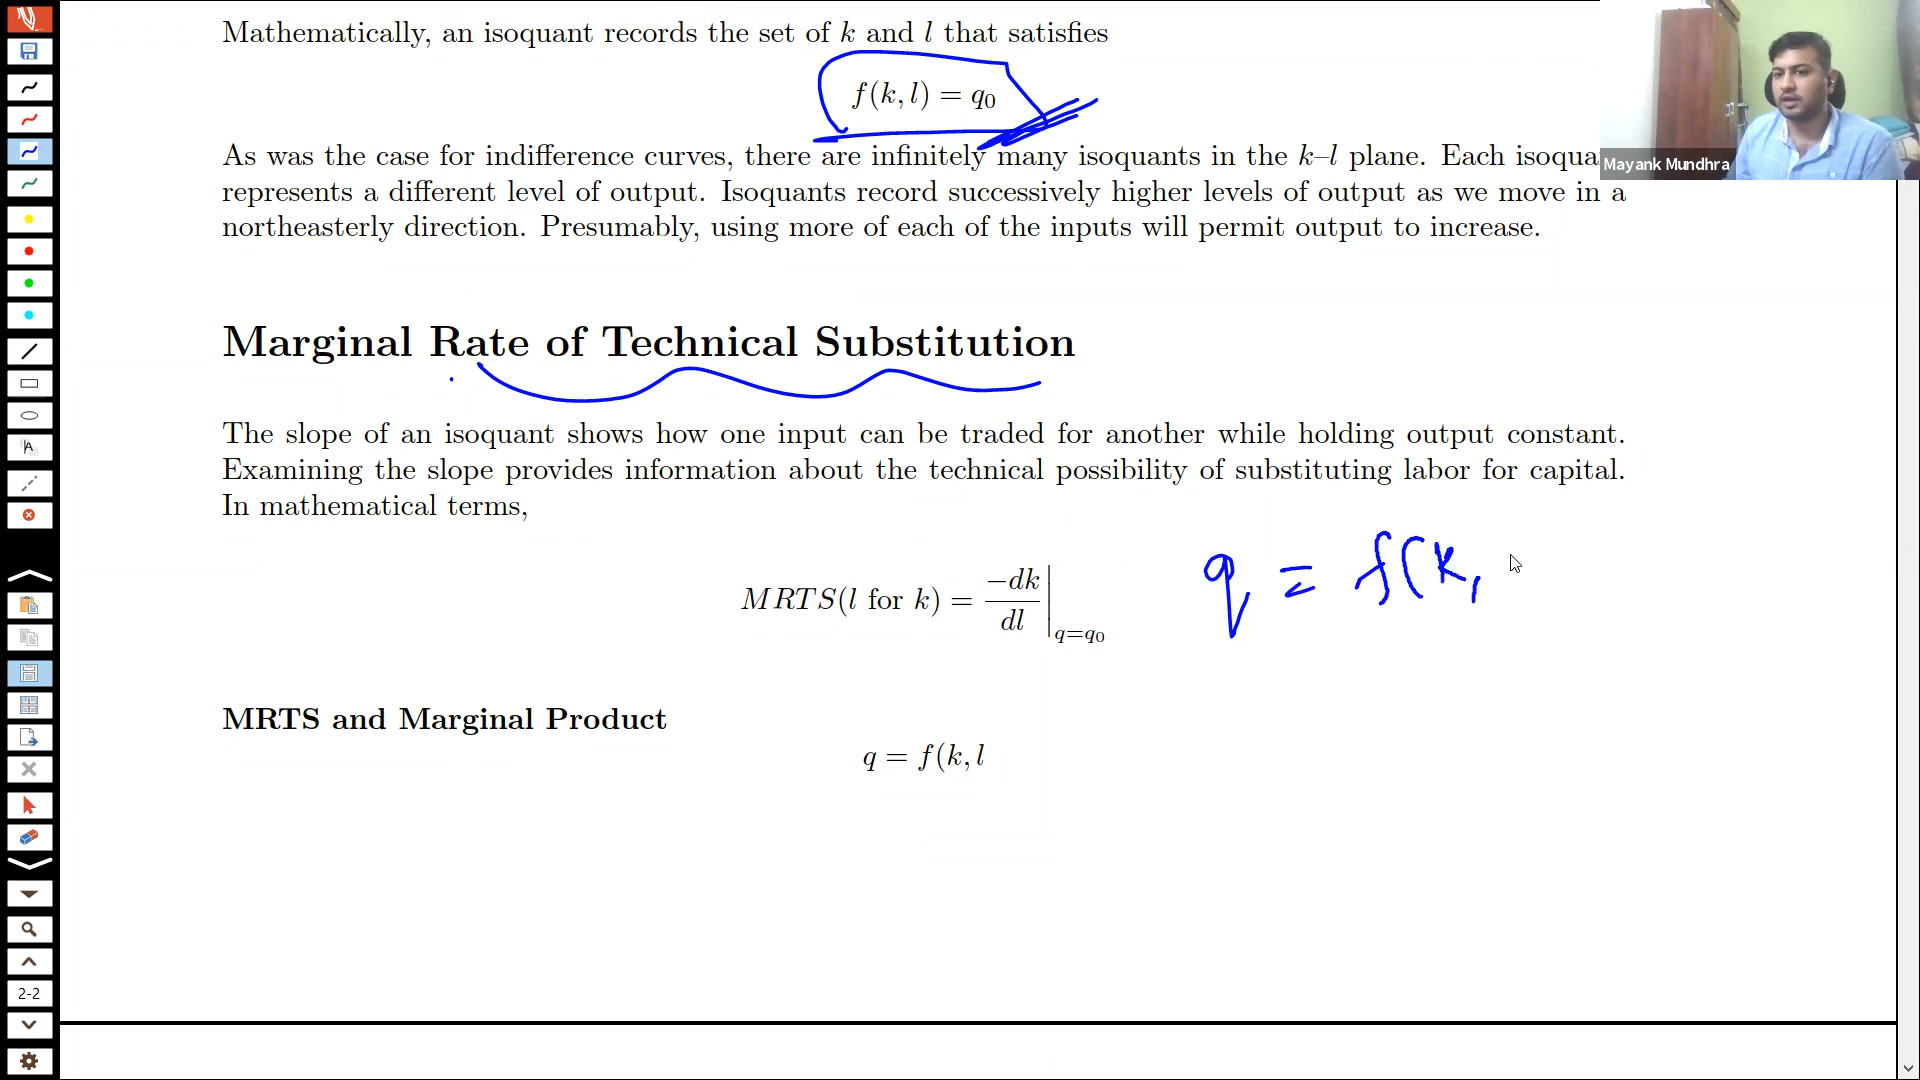 Mathematically, an isoquant records the set of k and l that satisfies
f(k, l) = q₀
As was the case for indifference curves, there are infinitely many isoquants in the k–l plane. Each isoqua
represents a different level of output. Isoquants record successively higher levels of output as we move in a
northeasterly direction. Presumably, using more of each of the inputs will permit output to increase.
Mayank Mundhra
Marginal Rate of Technical Substitution
The slope of an isoquant shows how one input can be traded for another while holding output constant.
Examining the slope provides information about the technical possibility of substituting labor for capital.
In mathematical terms,
MRTS(l for k) = −dk/dl |q=q₀
q = f(k,
MRTS and Marginal Product
q = f(k, l
A
2-2